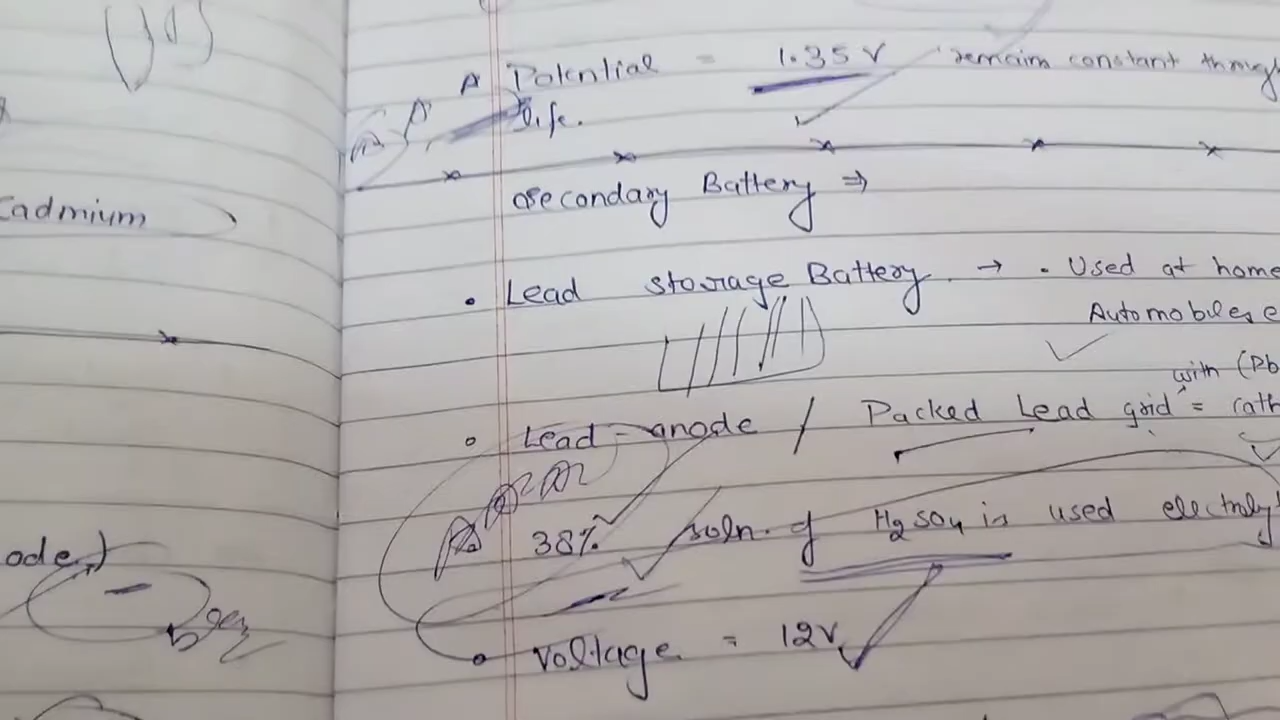 Cadmium
ode)
A Potential = 1.35 V remain constant throug
life.
Secondary Battery ⇒
• Lead storage Battery → • Used at home
Automobiles e
with (Pb
• Lead - anode / Packed Lead grid = cath
38% soln. of H2SO4 is used electroly
• Voltage = 12V